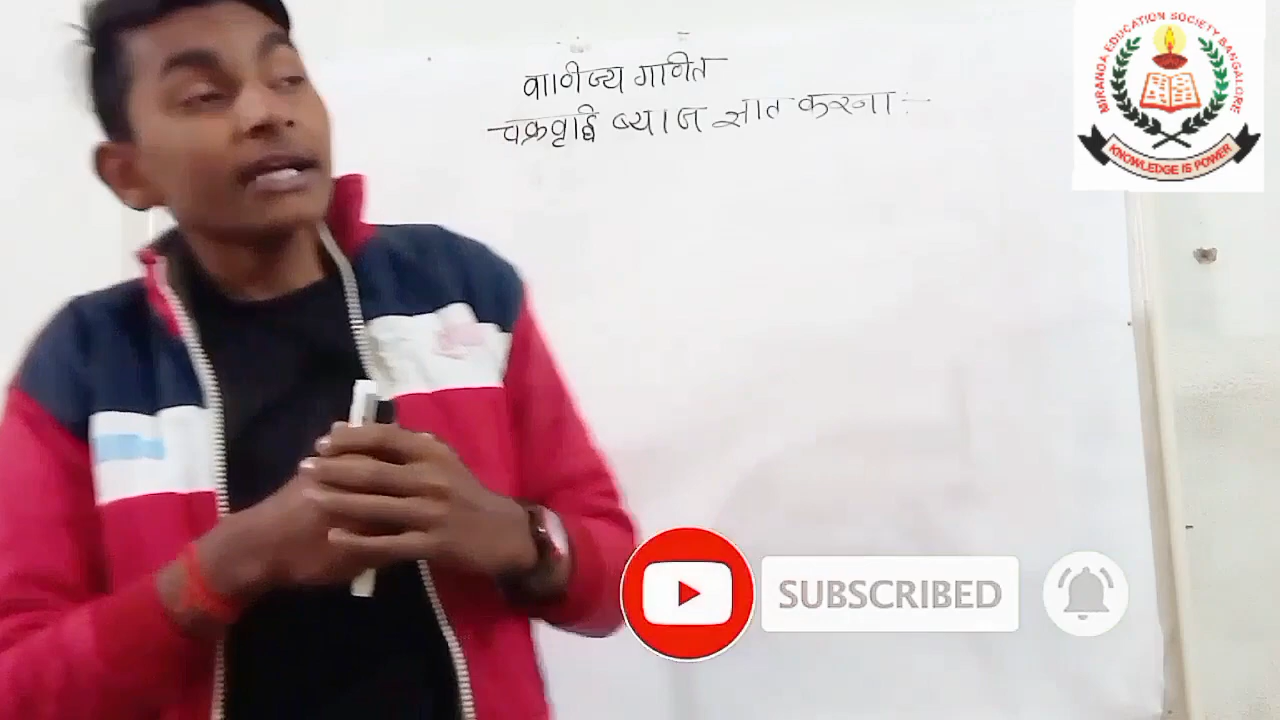 वाणिज्य गणित
चक्रवृद्धि ब्याज ज्ञात करना :-
MIRANDA EDUCATION SOCIETY BANGALORE
KNOWLEDGE IS POWER
SUBSCRIBED